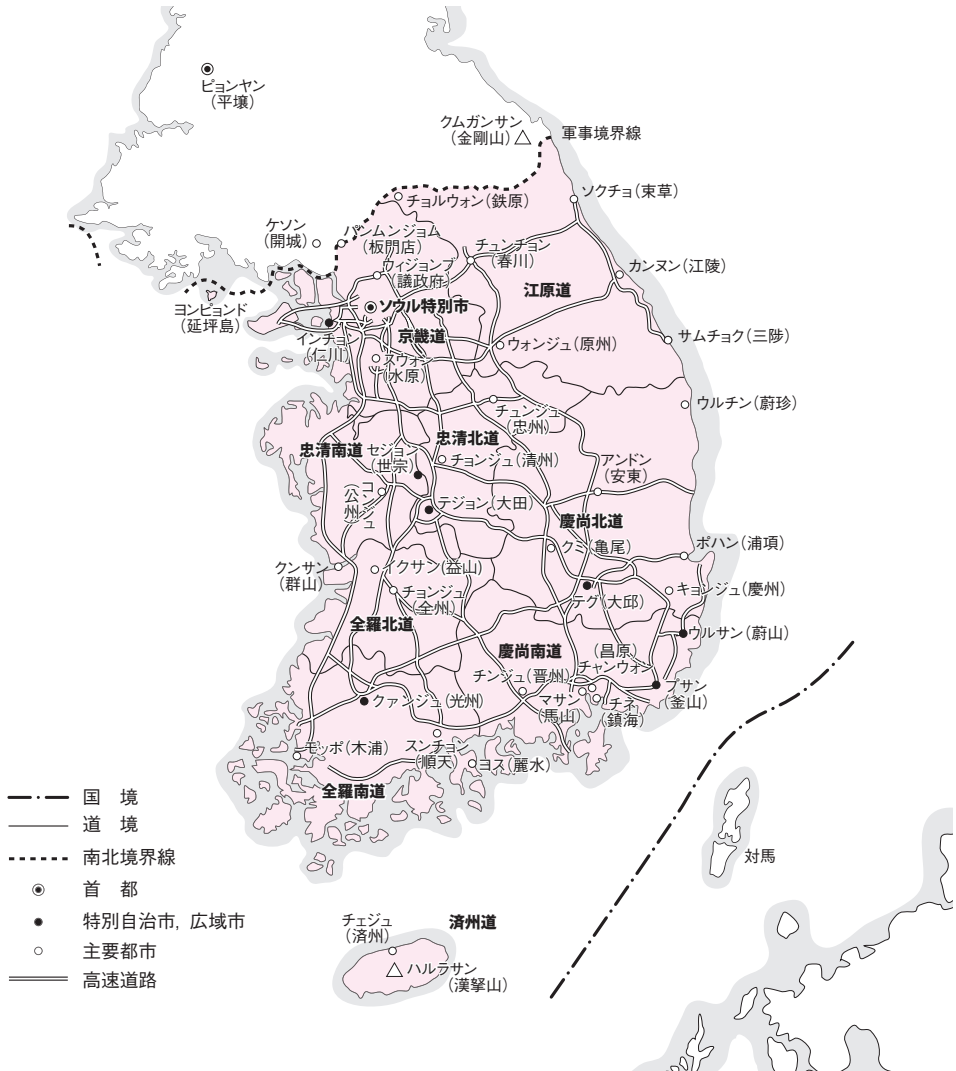 ピョンヤン
（平壌）
クムガンサン
（金剛山）
軍事境界線
ソクチョ（束草）
チョルウォン（鉄原）
ケソン
（開城）
パンムンジョム
（板門店）
チュンチョン
（春川）
カンヌン（江陵）
ウィジョンブ
（議政府）
江原道
ヨンピョンド
（延坪島）
ソウル特別市
インチョン
（仁川）
京畿道
サムチョク（三陟）
ウォンジュ（原州）
スウォン
（水原）
ウルチン（蔚珍）
チュンジュ
（忠州）
忠清北道
忠清南道
セジョン
（世宗）
チョンジュ（清州）
アンドン
（安東）
コンジュ
（公州）
テジョン（大田）
慶尚北道
クミ（亀尾）
ポハン（浦項）
クンサン
（群山）
イクサン（益山）
チョンジュ
（全州）
テグ（大邱）
キョンジュ（慶州）
全羅北道
ウルサン（蔚山）
慶尚南道
（昌原）
チャンウォン
チンジュ（晋州）
マサン
（馬山）
チネ
（鎮海）
プサン
（釜山）
クァンジュ（光州）
モッポ（木浦）
スンチョン
（順天）
ヨス（麗水）
全羅南道
対馬
チェジュ
（済州）
済州道
ハルラサン
（漢拏山）
国　境
道　境
南北境界線
首　都
特別自治市，広域市
主要都市
高速道路